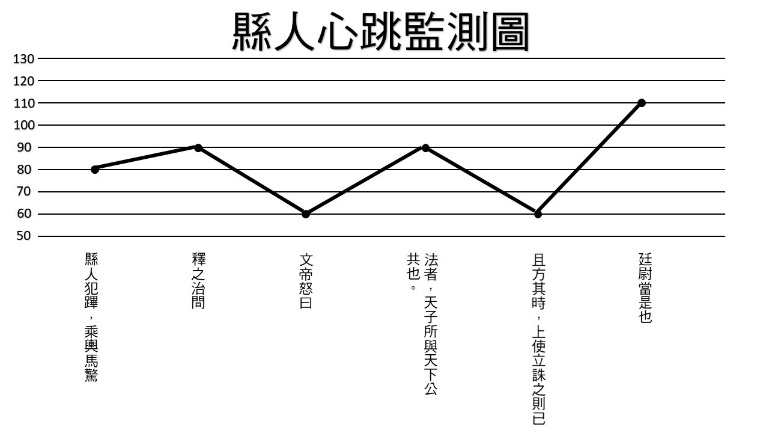 縣人心跳監測圖
130
120
110
100
90
80
70
60
50
縣人犯蹕，乘輿馬驚
釋之治問
文帝怒曰
法者，天子所與天下公
共也。
且方其時，上使立誅之則已
廷尉當是也